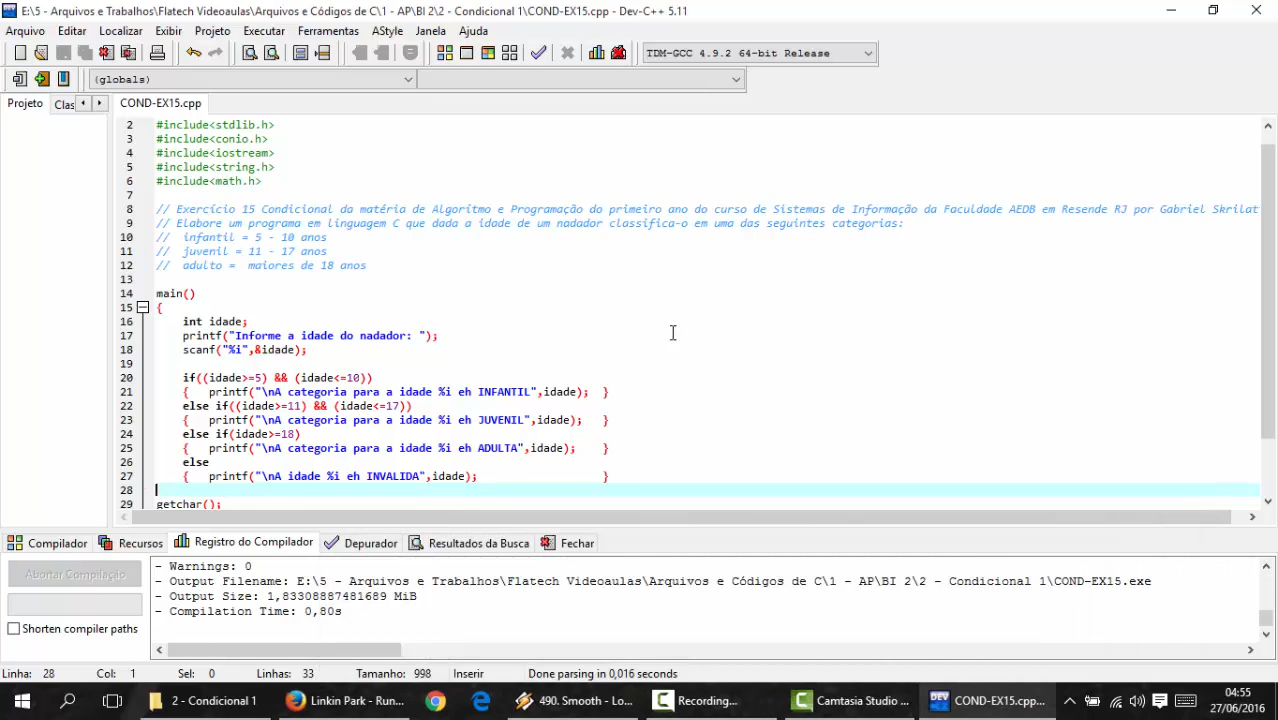 E:\5 - Arquivos e Trabalhos\Flatech Videoaulas\Arquivos e Códigos de C\1 - AP\BI 2\2 - Condicional 1\COND-EX15.cpp - Dev-C++ 5.11
Arquivo Editar Localizar Exibir Projeto Executar Ferramentas AStyle Janela Ajuda
TDM-GCC 4.9.2 64-bit Release
(globals)
Projeto Clas COND-EX15.cpp
2 #include<stdlib.h>
3 #include<conio.h>
4 #include<iostream>
5 #include<string.h>
6 #include<math.h>
7
8 // Exercício 15 Condicional da matéria de Algorítmo e Programação do primeiro ano do curso de Sistemas de Informação da Faculdade AEDB em Resende RJ por Gabriel Skrilat
9 // Elabore um programa em linguagem C que dada a idade de um nadador classifica-o em uma das seguintes categorias:
10 // infantil = 5 - 10 anos
11 // juvenil = 11 - 17 anos
12 // adulto = maiores de 18 anos
13
14 main()
15 {
16 int idade;
17 printf("Informe a idade do nadador: ");
18 scanf("%i",&idade);
19
20 if((idade>=5) && (idade<=10))
21 { printf("\nA categoria para a idade %i eh INFANTIL",idade); }
22 else if((idade>=11) && (idade<=17))
23 { printf("\nA categoria para a idade %i eh JUVENIL",idade); }
24 else if(idade>=18)
25 { printf("\nA categoria para a idade %i eh ADULTA",idade); }
26 else
27 { printf("\nA idade %i eh INVALIDA",idade); }
28
29 getchar();
Compilador Recursos Registro do Compilador Depurador Resultados da Busca Fechar
Abortar Compilação
Shorten compiler paths
- Warnings: 0
- Output Filename: E:\5 - Arquivos e Trabalhos\Flatech Videoaulas\Arquivos e Códigos de C\1 - AP\BI 2\2 - Condicional 1\COND-EX15.exe
- Output Size: 1,83308887481689 MiB
- Compilation Time: 0,80s
Linha: 28 Col: 1 Sel: 0 Linhas: 33 Tamanho: 998 Inserir Done parsing in 0,016 seconds
2 - Condicional 1 Linkin Park - Run... 490. Smooth - Lo... Recording... Camtasia Studio ... DEV COND-EX15.cpp... 04:55
27/06/2016